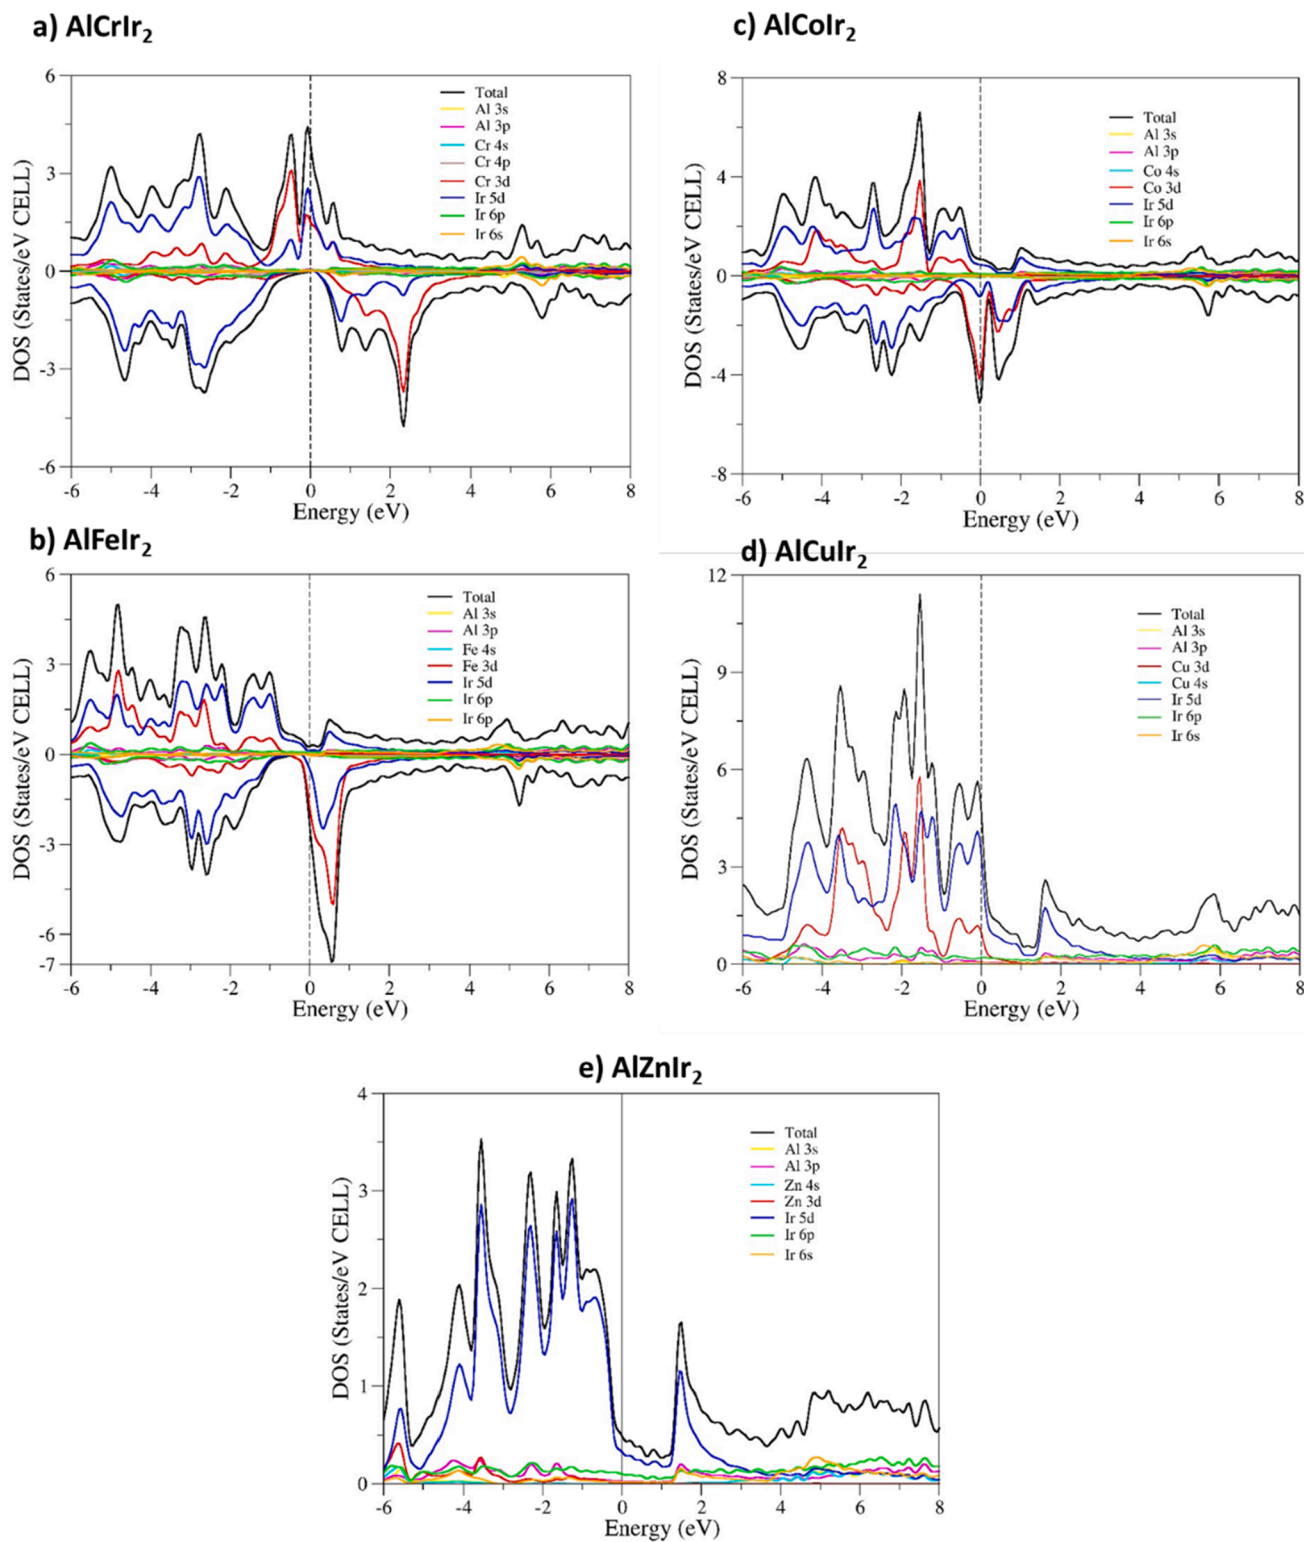 a) AlCrIr2
6
3
0
-3
-6
DOS (States/eV CELL)
Total
Al 3s
Al 3p
Cr 4s
Cr 4p
Cr 3d
Ir 5d
Ir 6p
Ir 6s
-6 -4 -2 0 2 4 6 8
Energy (eV)
c) AlCoIr2
8
4
0
-4
-8
DOS (States/eV CELL)
Total
Al 3s
Al 3p
Co 4s
Co 3d
Ir 5d
Ir 6p
Ir 6s
-6 -4 -2 0 2 4 6 8
Energy (eV)
b) AlFeIr2
6
3
0
-3
-6
-7
DOS (States/eV CELL)
Total
Al 3s
Al 3p
Fe 4s
Fe 3d
Ir 5d
Ir 6p
Ir 6p
-6 -4 -2 0 2 4 6 8
Energy (eV)
d) AlCuIr2
12
9
6
3
0
DOS (States/eV CELL)
Total
Al 3s
Al 3p
Cu 3d
Cu 4s
Ir 5d
Ir 6p
Ir 6s
-6 -4 -2 0 2 4 6 8
Energy (eV)
e) AlZnIr2
4
3
2
1
0
DOS (States/eV CELL)
Total
Al 3s
Al 3p
Zn 4s
Zn 3d
Ir 5d
Ir 6p
Ir 6s
-6 -4 -2 0 2 4 6 8
Energy (eV)